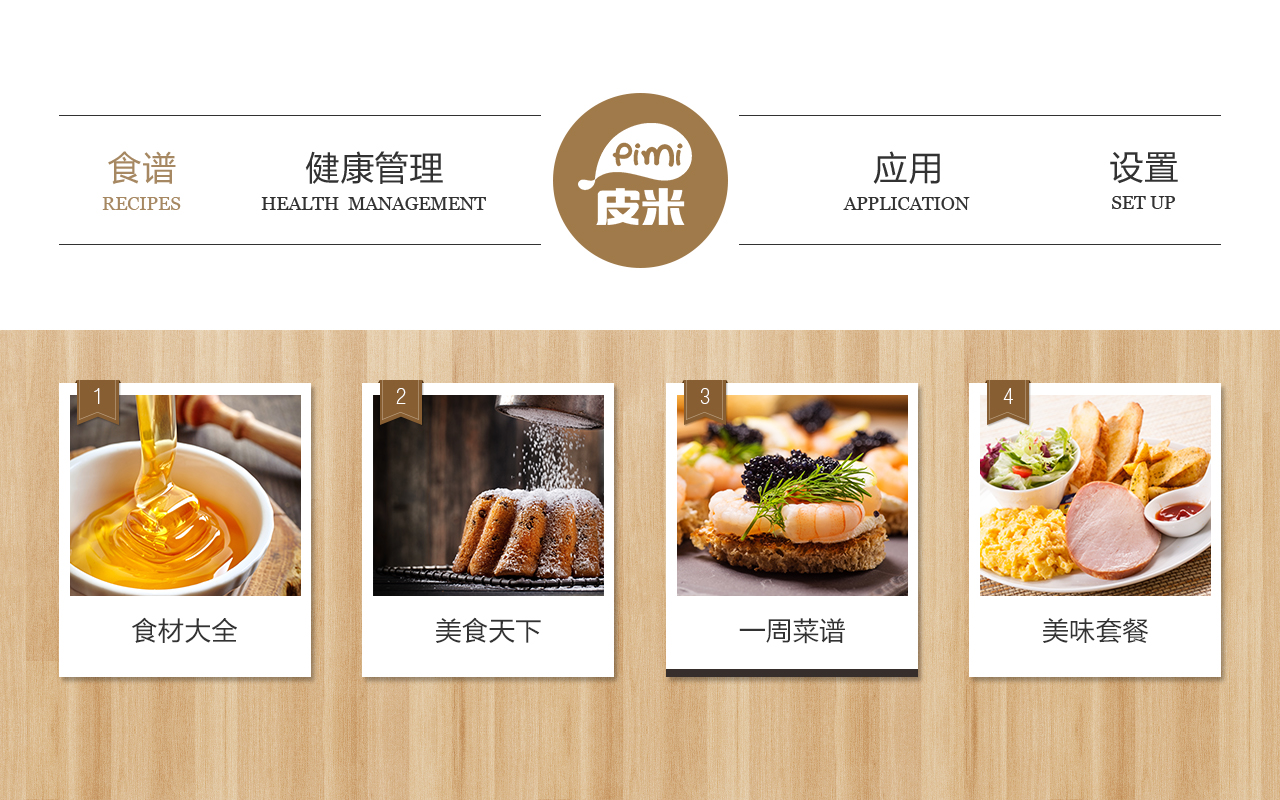 食谱
RECIPES
健康管理
HEALTH MANAGEMENT
Pimi
皮米
应用
APPLICATION
设置
SET UP
1
食材大全
2
美食天下
3
一周菜谱
4
美味套餐